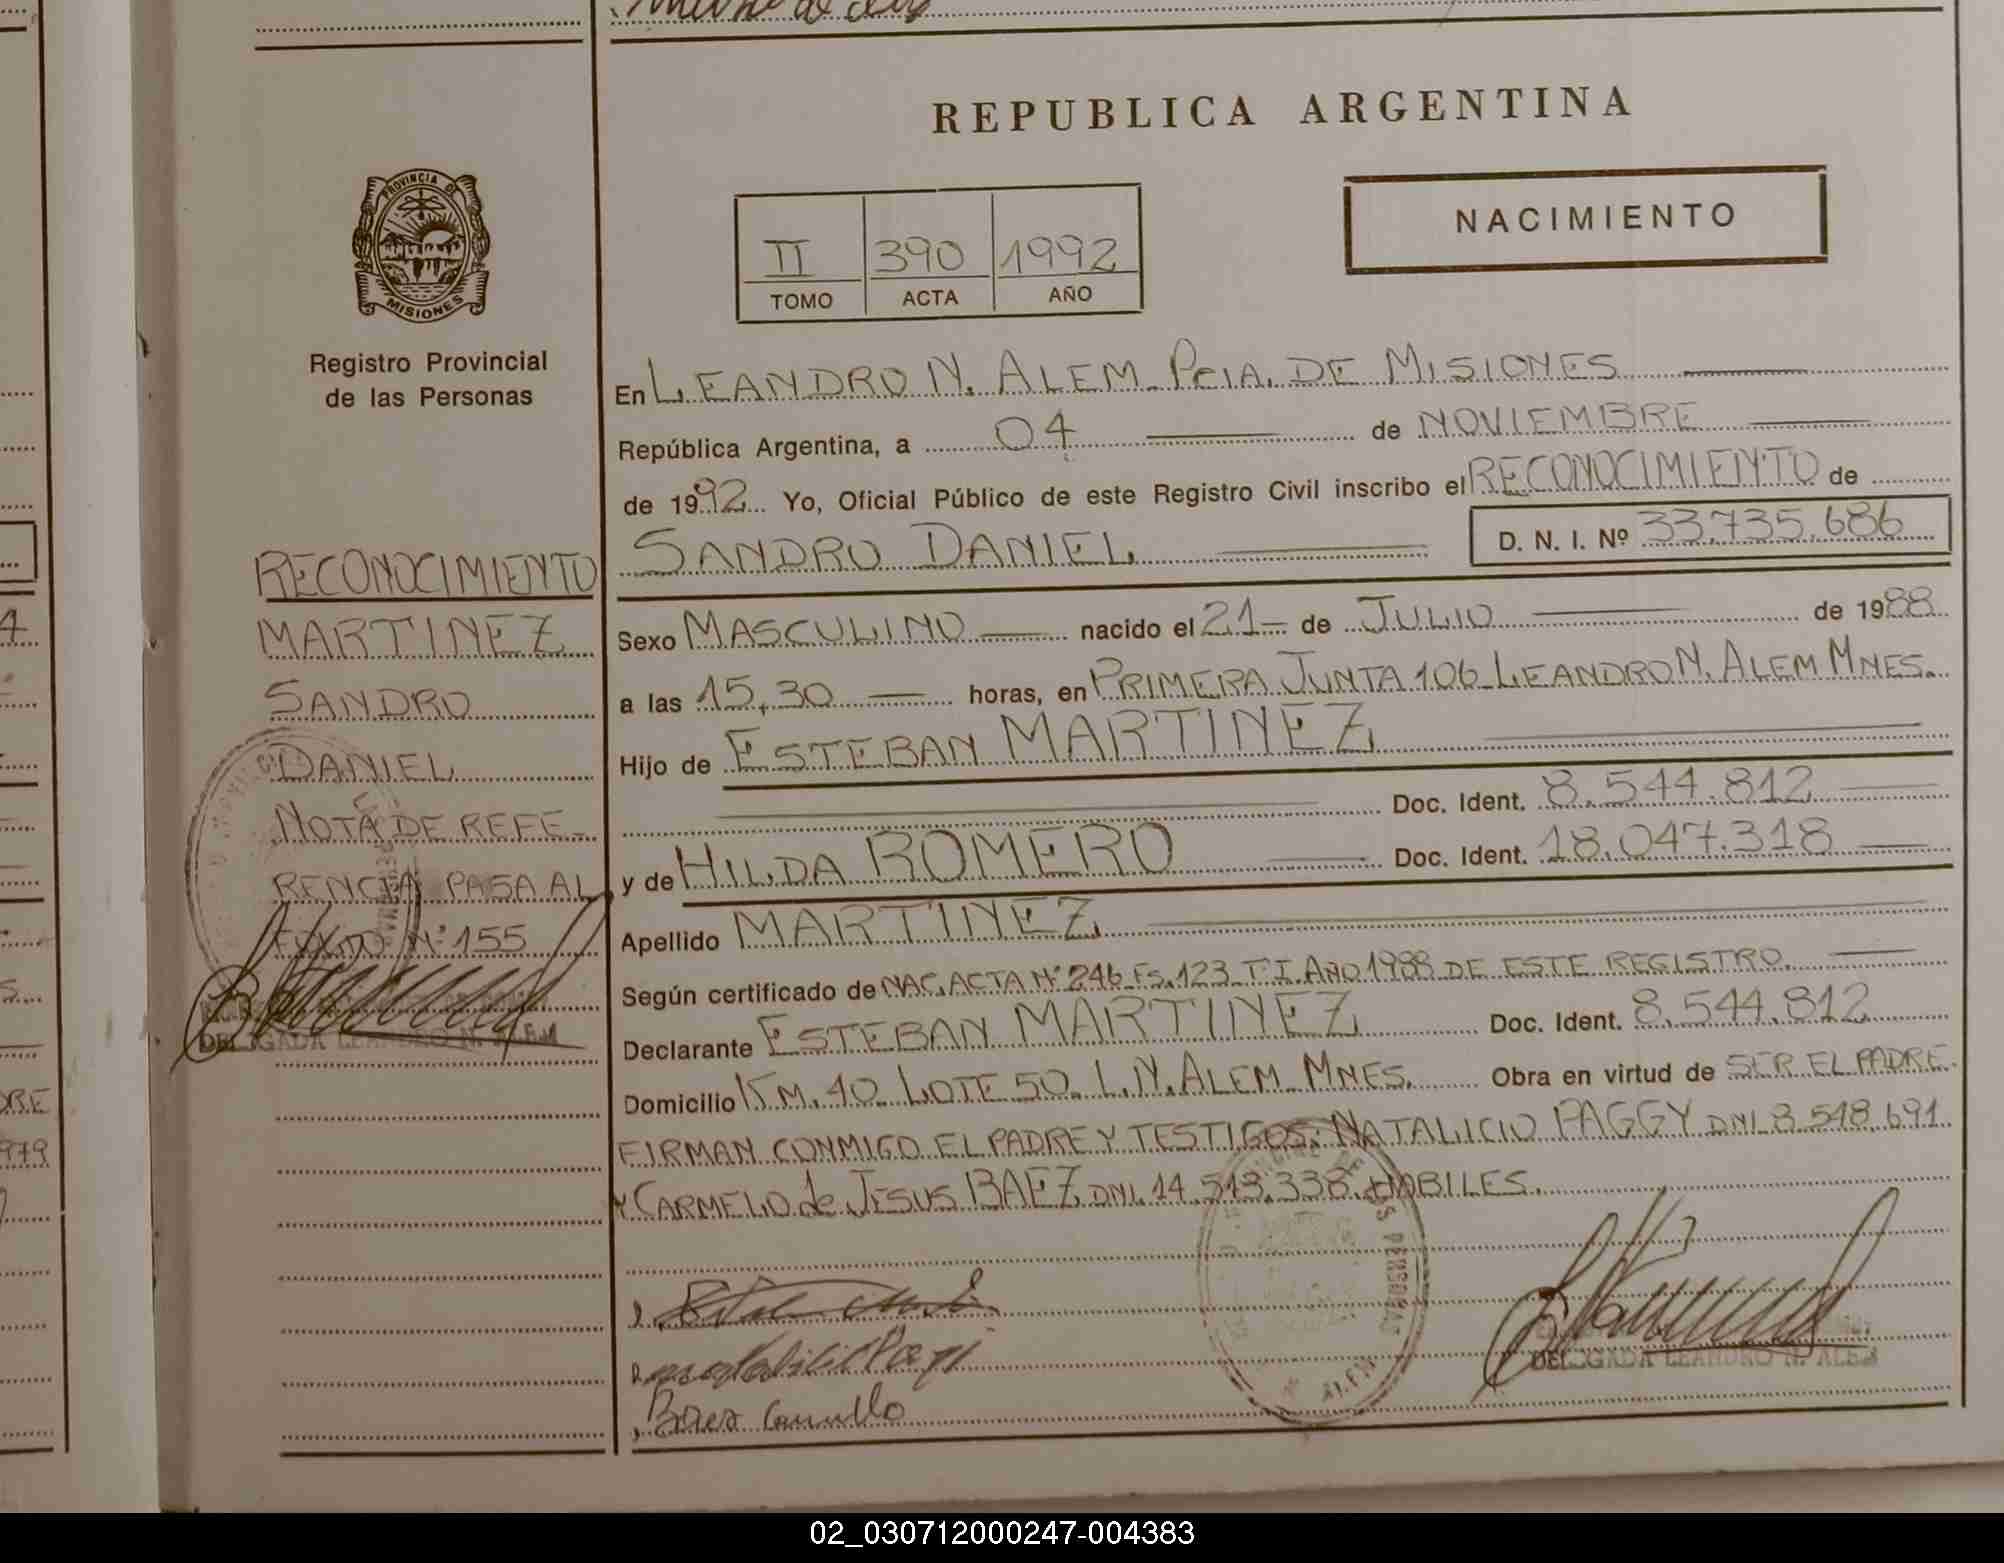 REPUBLICA ARGENTINA
PROVINCIA DE
MISIONES
Registro Provincial
de las Personas
NACIMIENTO
II 390 1992
TOMO ACTA AÑO
En LEANDRO N. ALEM PCIA. DE MISIONES
República Argentina, a 04 de NOVIEMBRE
de 1992 Yo, Oficial Público de este Registro Civil inscribo el RECONOCIMIENTO de
SANDRO DANIEL D. N. I. Nº 33.735.686
Sexo MASCULINO nacido el 21 de JULIO de 1988
a las 15,30 horas, en PRIMERA JUNTA 106 LEANDRO N. ALEM MNES.
Hijo de ESTEBAN MARTINEZ
Doc. Ident. 8.544.812
y de HILDA ROMERO Doc. Ident. 18.047.318
Apellido MARTINEZ
Según certificado de NAC. ACTA Nº 246 FS. 123 T. I. AÑO 1988 DE ESTE REGISTRO.
Declarante ESTEBAN MARTINEZ Doc. Ident. 8.544.812
Domicilio KM. 40 LOTE 50 L.N. ALEM MNES. Obra en virtud de SER EL PADRE.
FIRMAN CONMIGO EL PADRE Y TESTIGOS, NATALICIO PAGGY DNI. 8.548.691.
Y CARMELO de JESUS BAEZ DNI. 14.513.338. HABILES.
Baez
DELEGADA LEANDRO N. ALEM
RECONOCIMIENTO
MARTINEZ
SANDRO
DANIEL
NOTA DE REFE-
RENCIA PASA AL
FOLIO Nº 155
DELEGADA LEANDRO N. ALEM
02_030712000247-004383